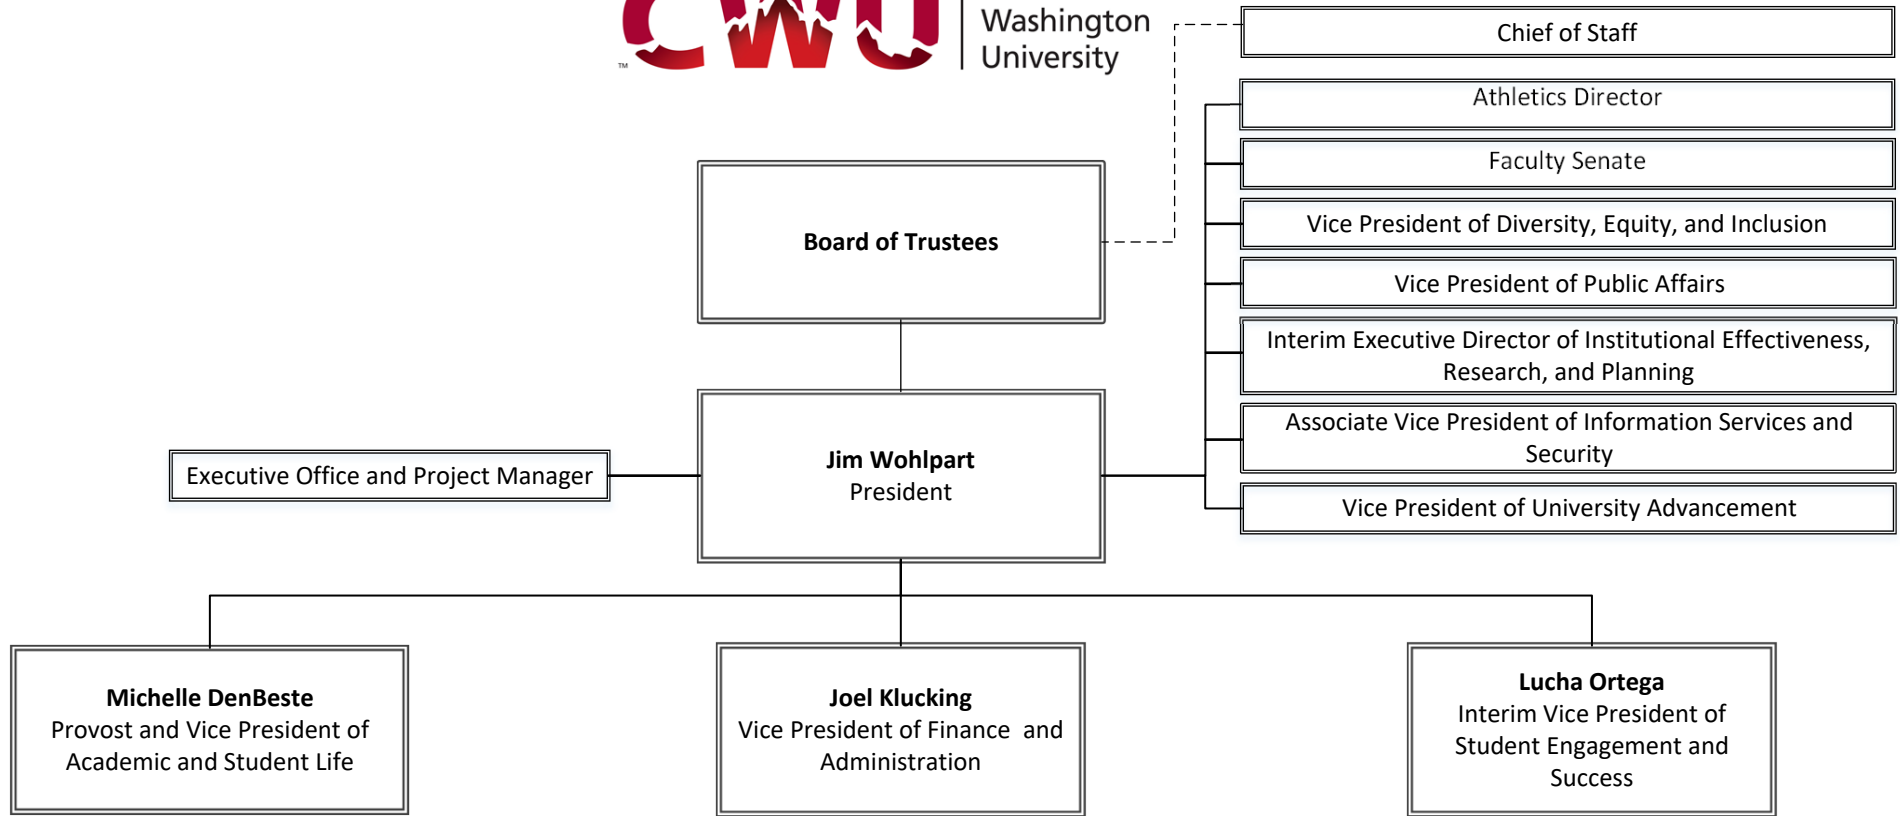 CWU
Washington
University
TM
Chief of Staff
Athletics Director
Faculty Senate
Vice President of Diversity, Equity, and Inclusion
Vice President of Public Affairs
Interim Executive Director of Institutional Effectiveness,
Research, and Planning
Associate Vice President of Information Services and
Security
Vice President of University Advancement
Board of Trustees
Jim Wohlpart
President
Executive Office and Project Manager
Michelle DenBeste
Provost and Vice President of
Academic and Student Life
Joel Klucking
Vice President of Finance  and
Administration
Lucha Ortega
Interim Vice President of
Student Engagement and
Success